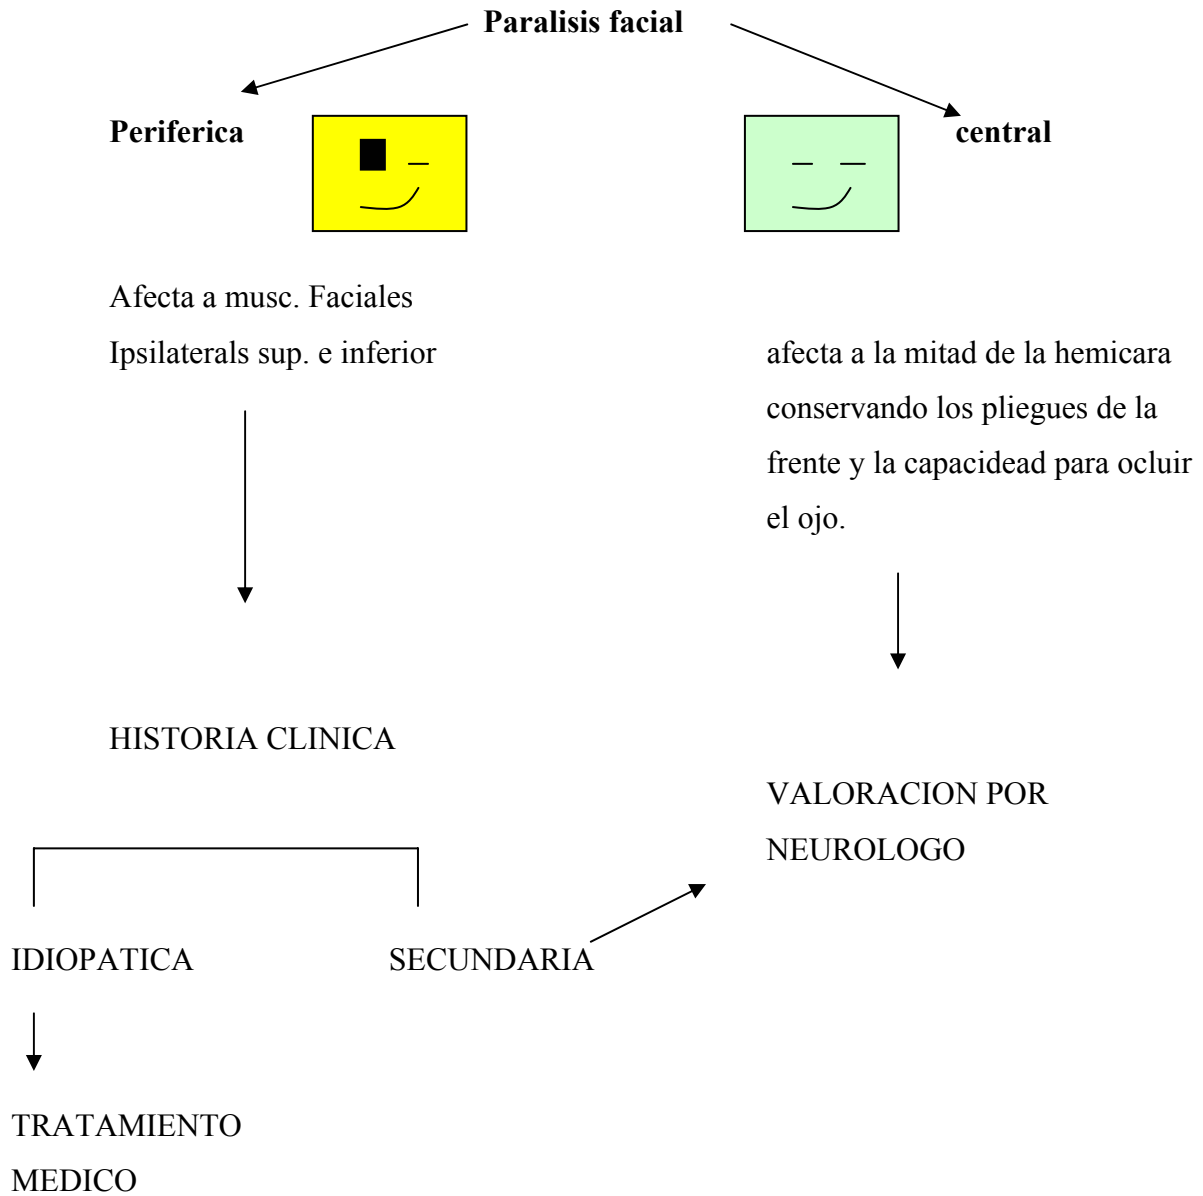 Paralisis facial
Periferica
central
Afecta a musc. Faciales
Ipsilaterals sup. e inferior
afecta a la mitad de la hemicara
conservando los pliegues de la
frente y la capacidead para ocluir
el ojo.
HISTORIA CLINICA
VALORACION POR
NEUROLOGO
IDIOPATICA
SECUNDARIA
TRATAMIENTO
MEDICO